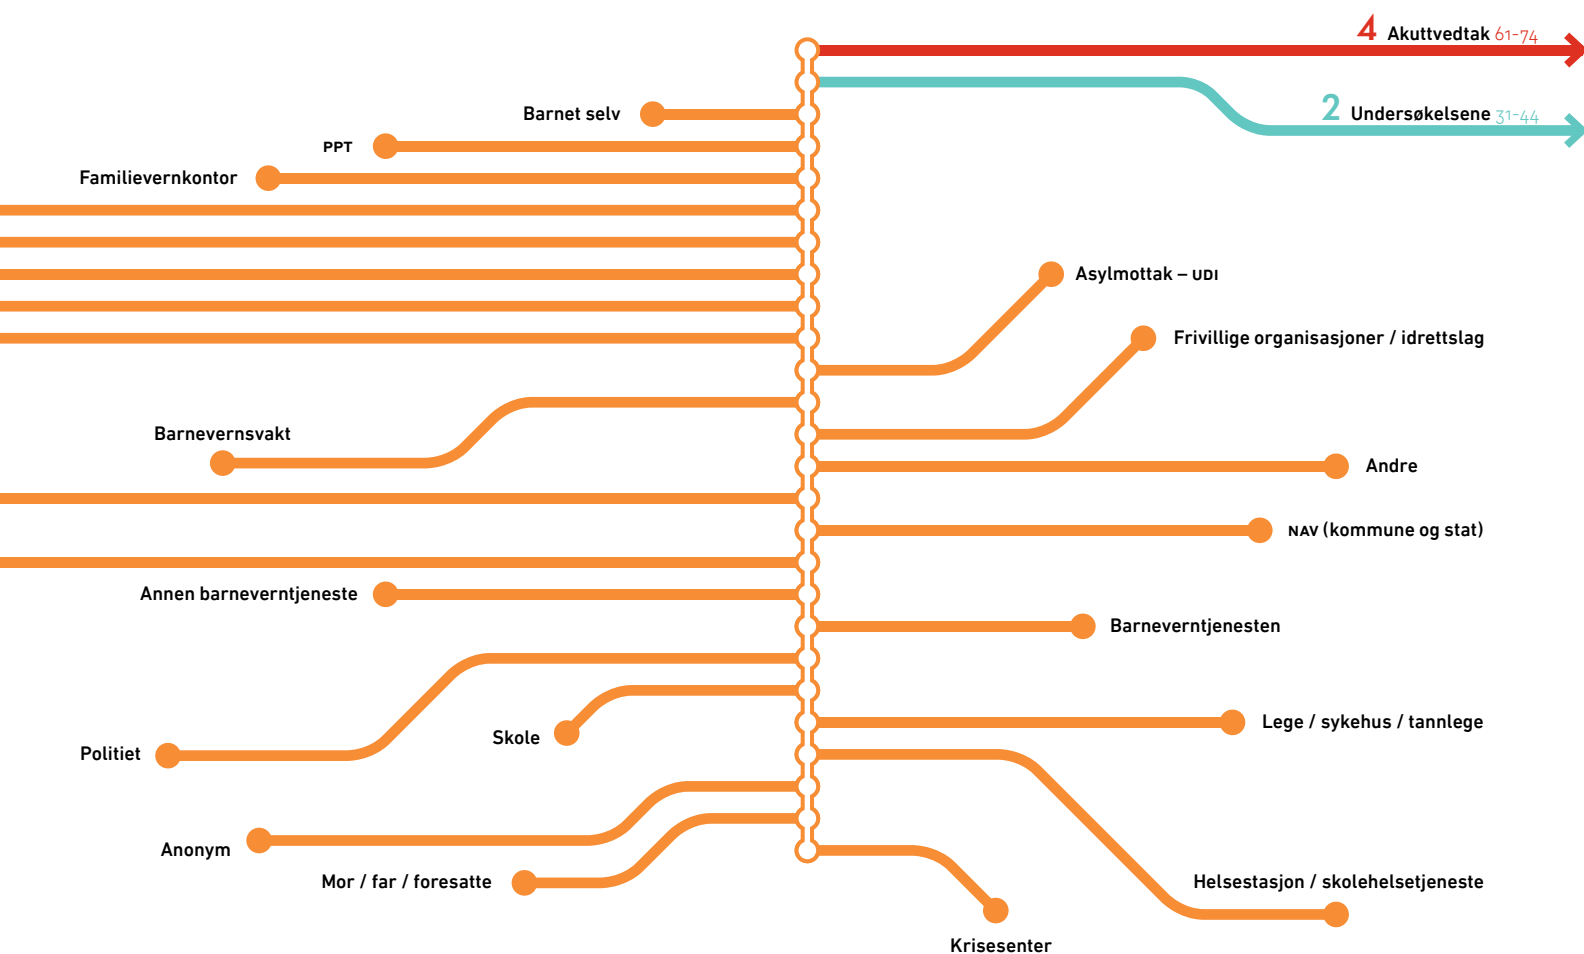 4 Akuttvedtak 61-74
2 Undersøkelsene 31-44
Barnet selv
PPT
Familievernkontor
Asylmottak – UDI
Frivillige organisasjoner / idrettslag
Barnevernsvakt
Andre
NAV (kommune og stat)
Annen barneverntjeneste
Barneverntjenesten
Lege / sykehus / tannlege
Skole
Politiet
Anonym
Mor / far / foresatte
Helsestasjon / skolehelsetjeneste
Krisesenter